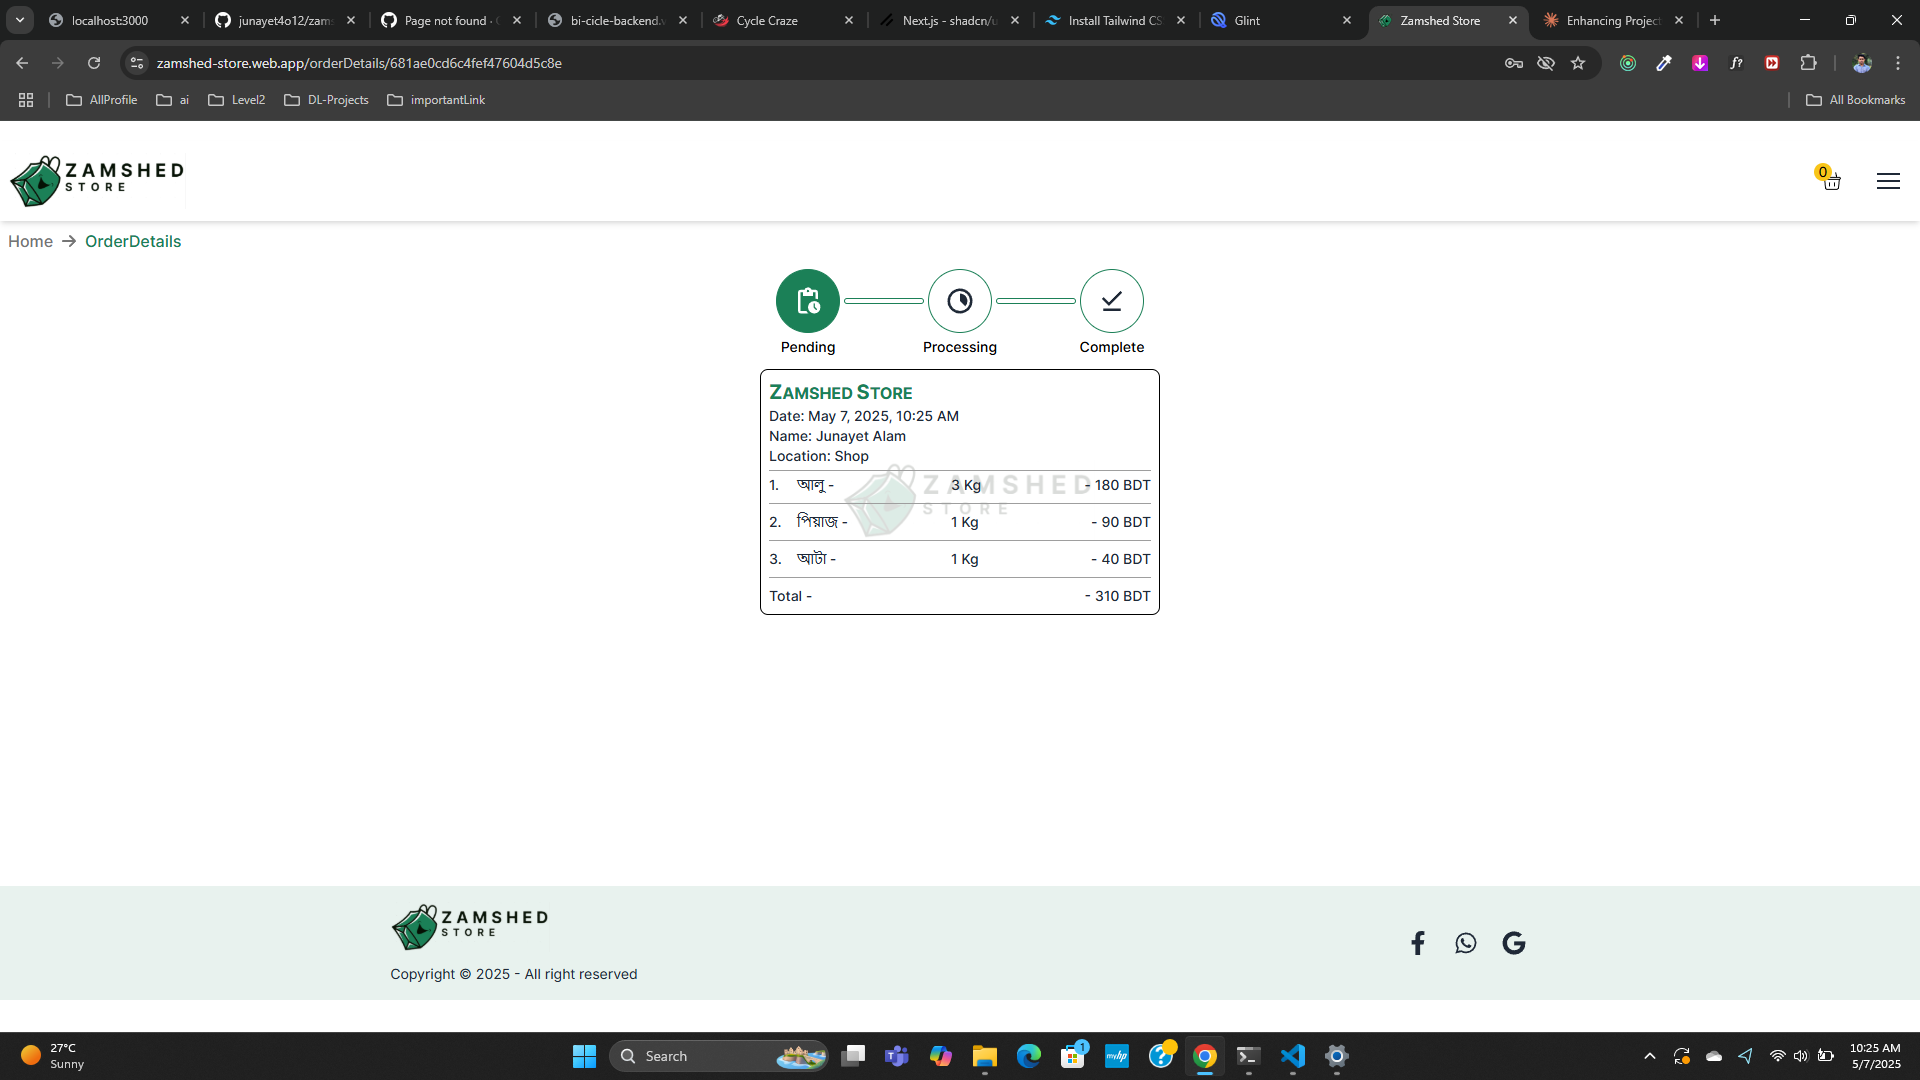 localhost:3000
junayet4o12/zams
Page not found · G
bi-cicle-backend.v
Cycle Craze
Next.js - shadcn/u
Install Tailwind CS
Glint
Zamshed Store
Enhancing Project
zamshed-store.web.app/orderDetails/681ae0cd6c4fef47604d5c8e
f?
AllProfile
ai
Level2
DL-Projects
importantLink
All Bookmarks
ZAMSHED
STORE
0
Home → OrderDetails
Pending
Processing
Complete
ZAMSHED STORE
Date: May 7, 2025, 10:25 AM
Name: Junayet Alam
Location: Shop
ZAMSHED
STORE
1. আলু - 3 Kg - 180 BDT
2. পিয়াজ - 1 Kg - 90 BDT
3. আটা - 1 Kg - 40 BDT
Total - - 310 BDT
ZAMSHED
STORE
Copyright © 2025 - All right reserved
27°C
Sunny
Search
1
myhp
10:25 AM
5/7/2025